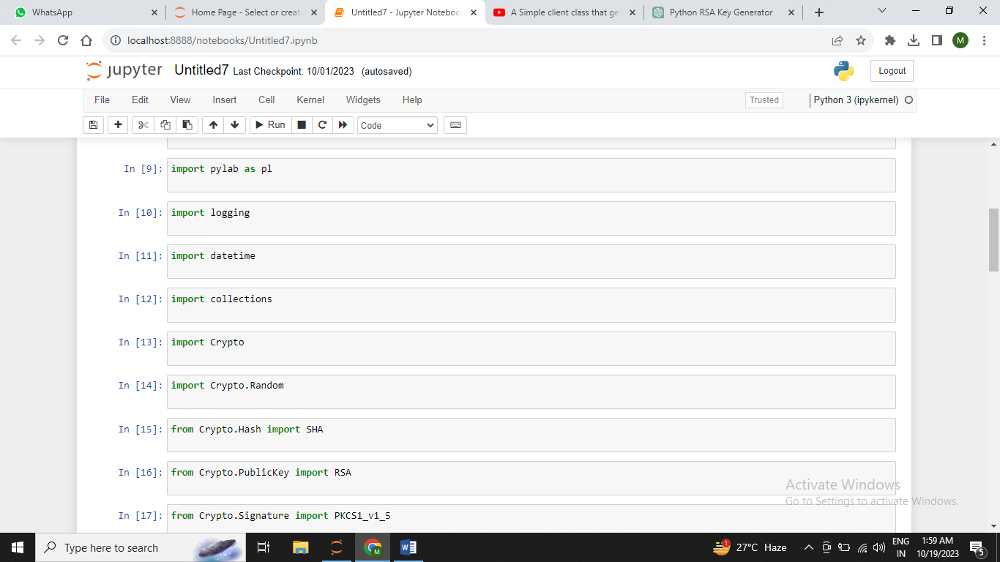 WhatsApp
Home Page - Select or creat
Untitled7 - Jupyter Noteboo
A Simple client class that ge
Python RSA Key Generator
localhost:8888/notebooks/Untitled7.ipynb
M
jupyter Untitled7 Last Checkpoint: 10/01/2023 (autosaved)
Logout
File Edit View Insert Cell Kernel Widgets Help
Trusted
Python 3 (ipykernel)
Run
Code
In [9]: import pylab as pl
In [10]: import logging
In [11]: import datetime
In [12]: import collections
In [13]: import Crypto
In [14]: import Crypto.Random
In [15]: from Crypto.Hash import SHA
In [16]: from Crypto.PublicKey import RSA
In [17]: from Crypto.Signature import PKCS1_v1_5
Activate Windows
Go to Settings to activate Windows.
Type here to search
M
W
1
27°C Haze
ENG
IN
1:59 AM
10/19/2023
5